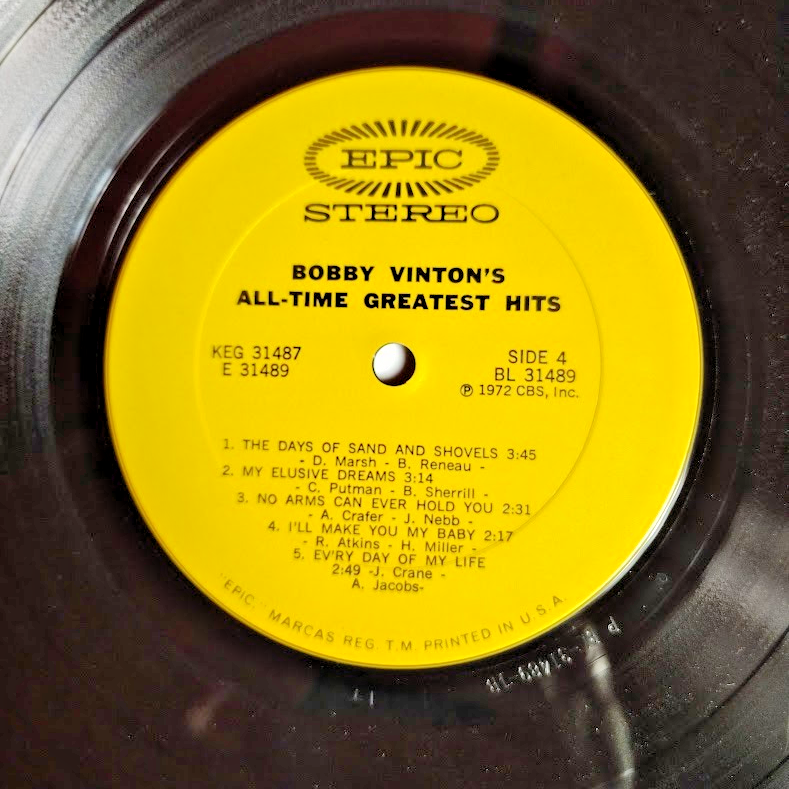 EPIC
STEREO
BOBBY VINTON'S
ALL-TIME GREATEST HITS
KEG 31487
E 31489
SIDE 4
BL 31489
Ⓟ 1972 CBS, Inc.
1. THE DAYS OF SAND AND SHOVELS 3:45
- D. Marsh - B. Reneau -
2. MY ELUSIVE DREAMS 3:14
- C. Putman - B. Sherrill -
3. NO ARMS CAN EVER HOLD YOU 2:31
- A. Crafer - J. Nebb -
4. I'LL MAKE YOU MY BABY 2:17
- R. Atkins - H. Miller -
5. EV'RY DAY OF MY LIFE
2:49 -J. Crane -
A. Jacobs-
"EPIC," MARCAS REG. T.M. PRINTED IN U.S.A.